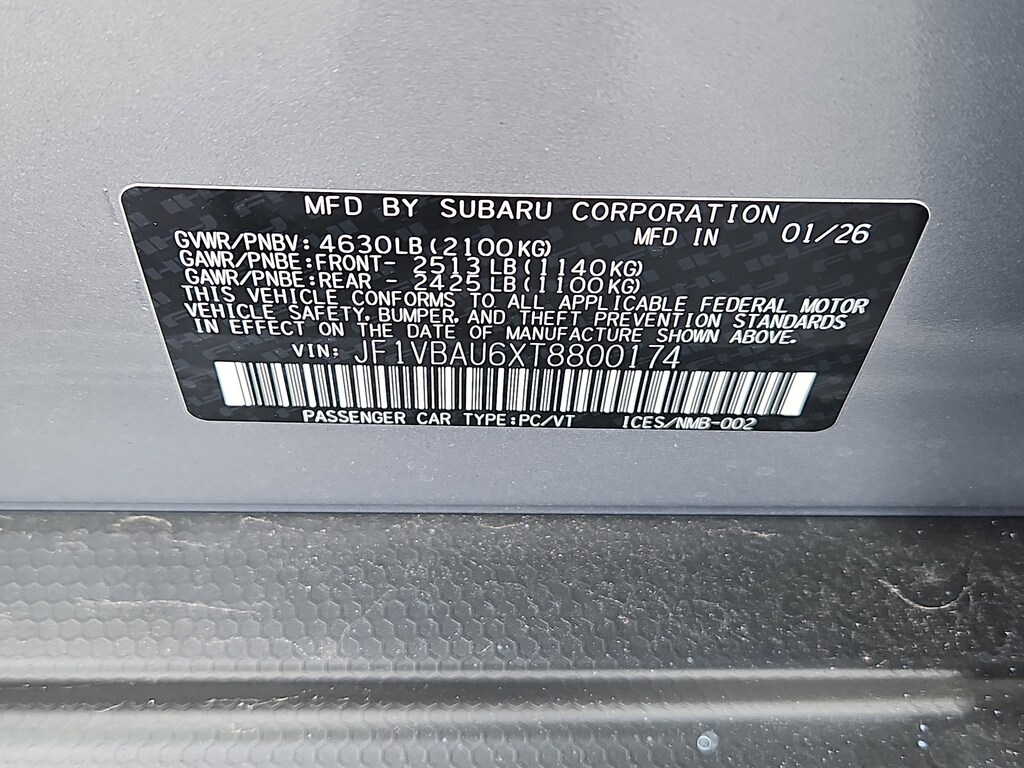 MFD BY SUBARU CORPORATION
GVWR/PNBV: 4630LB(2100KG) MFD IN 01/26
GAWR/PNBE:FRONT- 2513 LB(1140KG)
GAWR/PNBE:REAR - 2425 LB(1100KG)
THIS VEHICLE CONFORMS TO ALL APPLICABLE FEDERAL MOTOR
VEHICLE SAFETY, BUMPER, AND THEFT PREVENTION STANDARDS
IN EFFECT ON THE DATE OF MANUFACTURE SHOWN ABOVE.
VIN: JF1VBAU6XT8800174
PASSENGER CAR TYPE:PC/VT ICES/NMB-002